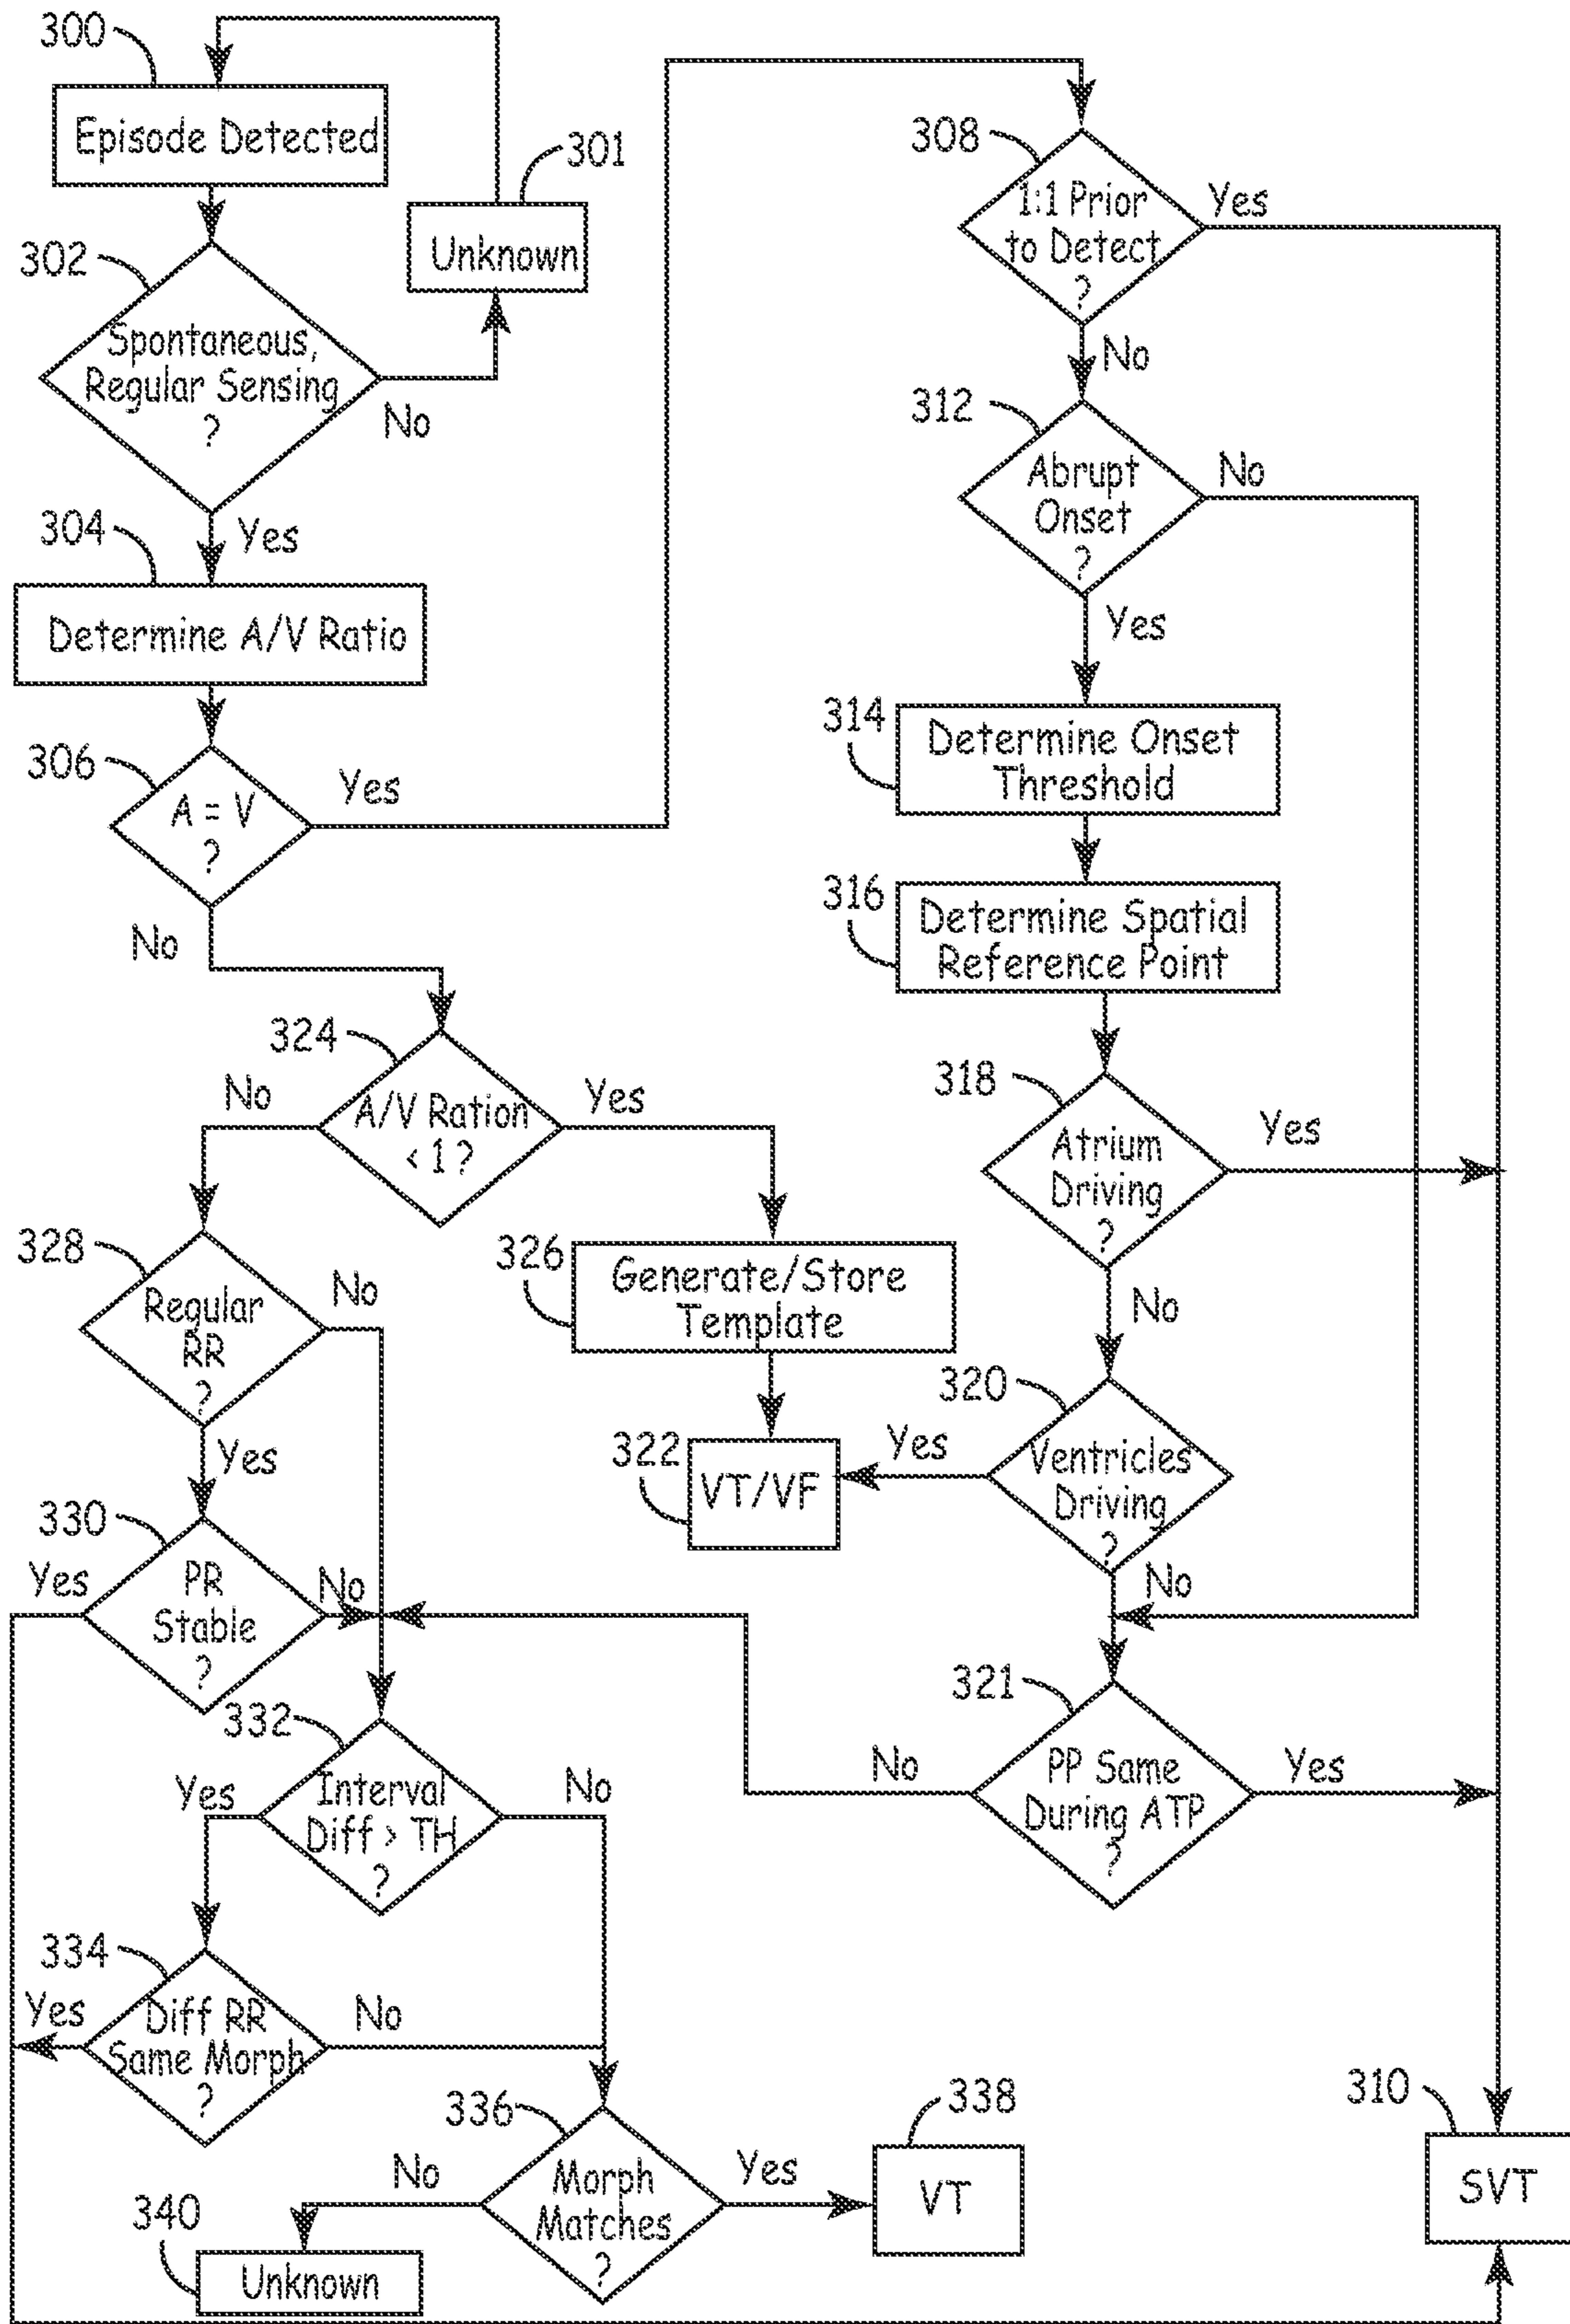 300
Episode Detected
301
Unknown
302
Spontaneous,
Regular Sensing
?
No
Yes
304
Determine A/V Ratio
306
A = V
?
Yes
No
308
1:1 Prior
to Detect
?
Yes
No
312
Abrupt
Onset
?
No
Yes
314
Determine Onset
Threshold
316
Determine Spatial
Reference Point
318
Atrium
Driving
?
Yes
No
320
Ventricles
Driving
?
Yes
No
321
PP Same
During ATP
?
No
Yes
324
A/V Ration
< 1 ?
No
Yes
326
Generate/Store
Template
322
VT/VF
328
Regular
RR
?
No
Yes
330
PR
Stable
?
Yes
No
332
Interval
Diff > TH
?
Yes
No
334
Diff RR
Same Morph
?
Yes
No
336
Morph
Matches
?
No
Yes
338
VT
340
Unknown
310
SVT